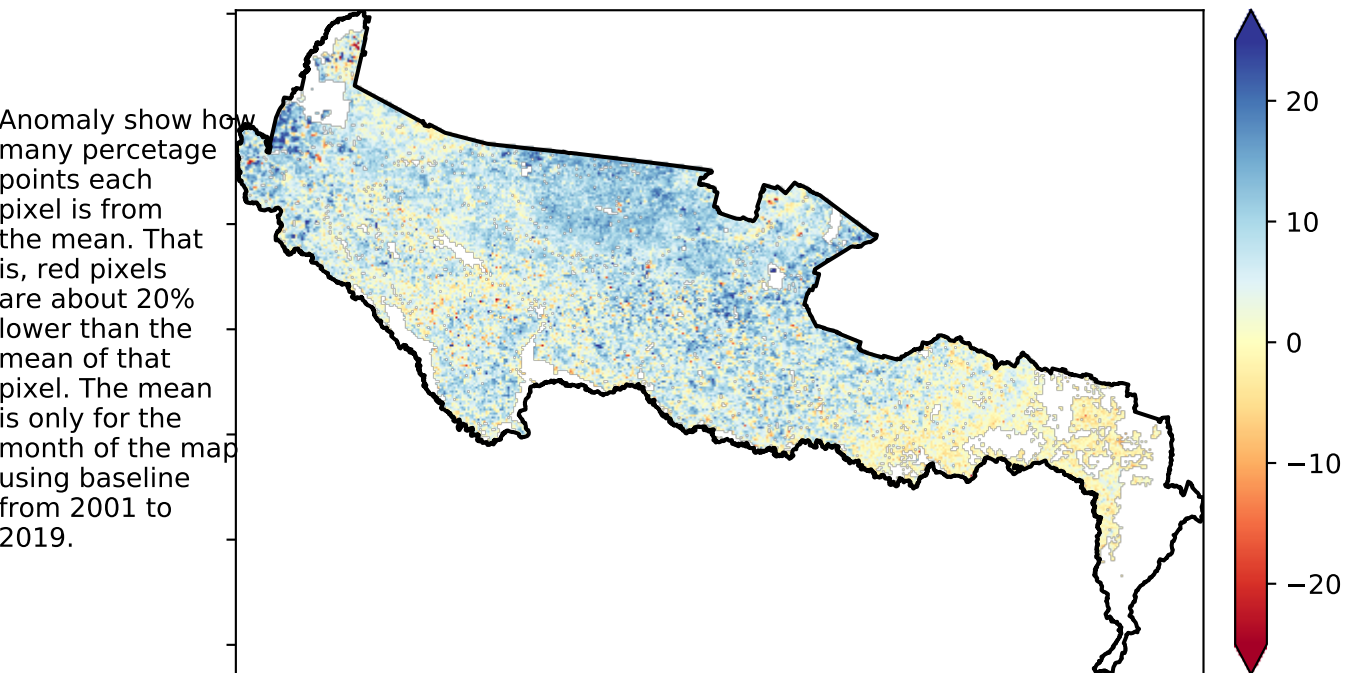 Anomaly show how
many percetage
points each
pixel is from
the mean. That
is, red pixels
are about 20%
lower than the
mean of that
pixel. The mean
is only for the
month of the map
using baseline
from 2001 to
2019.
20
10
0
−10
−20